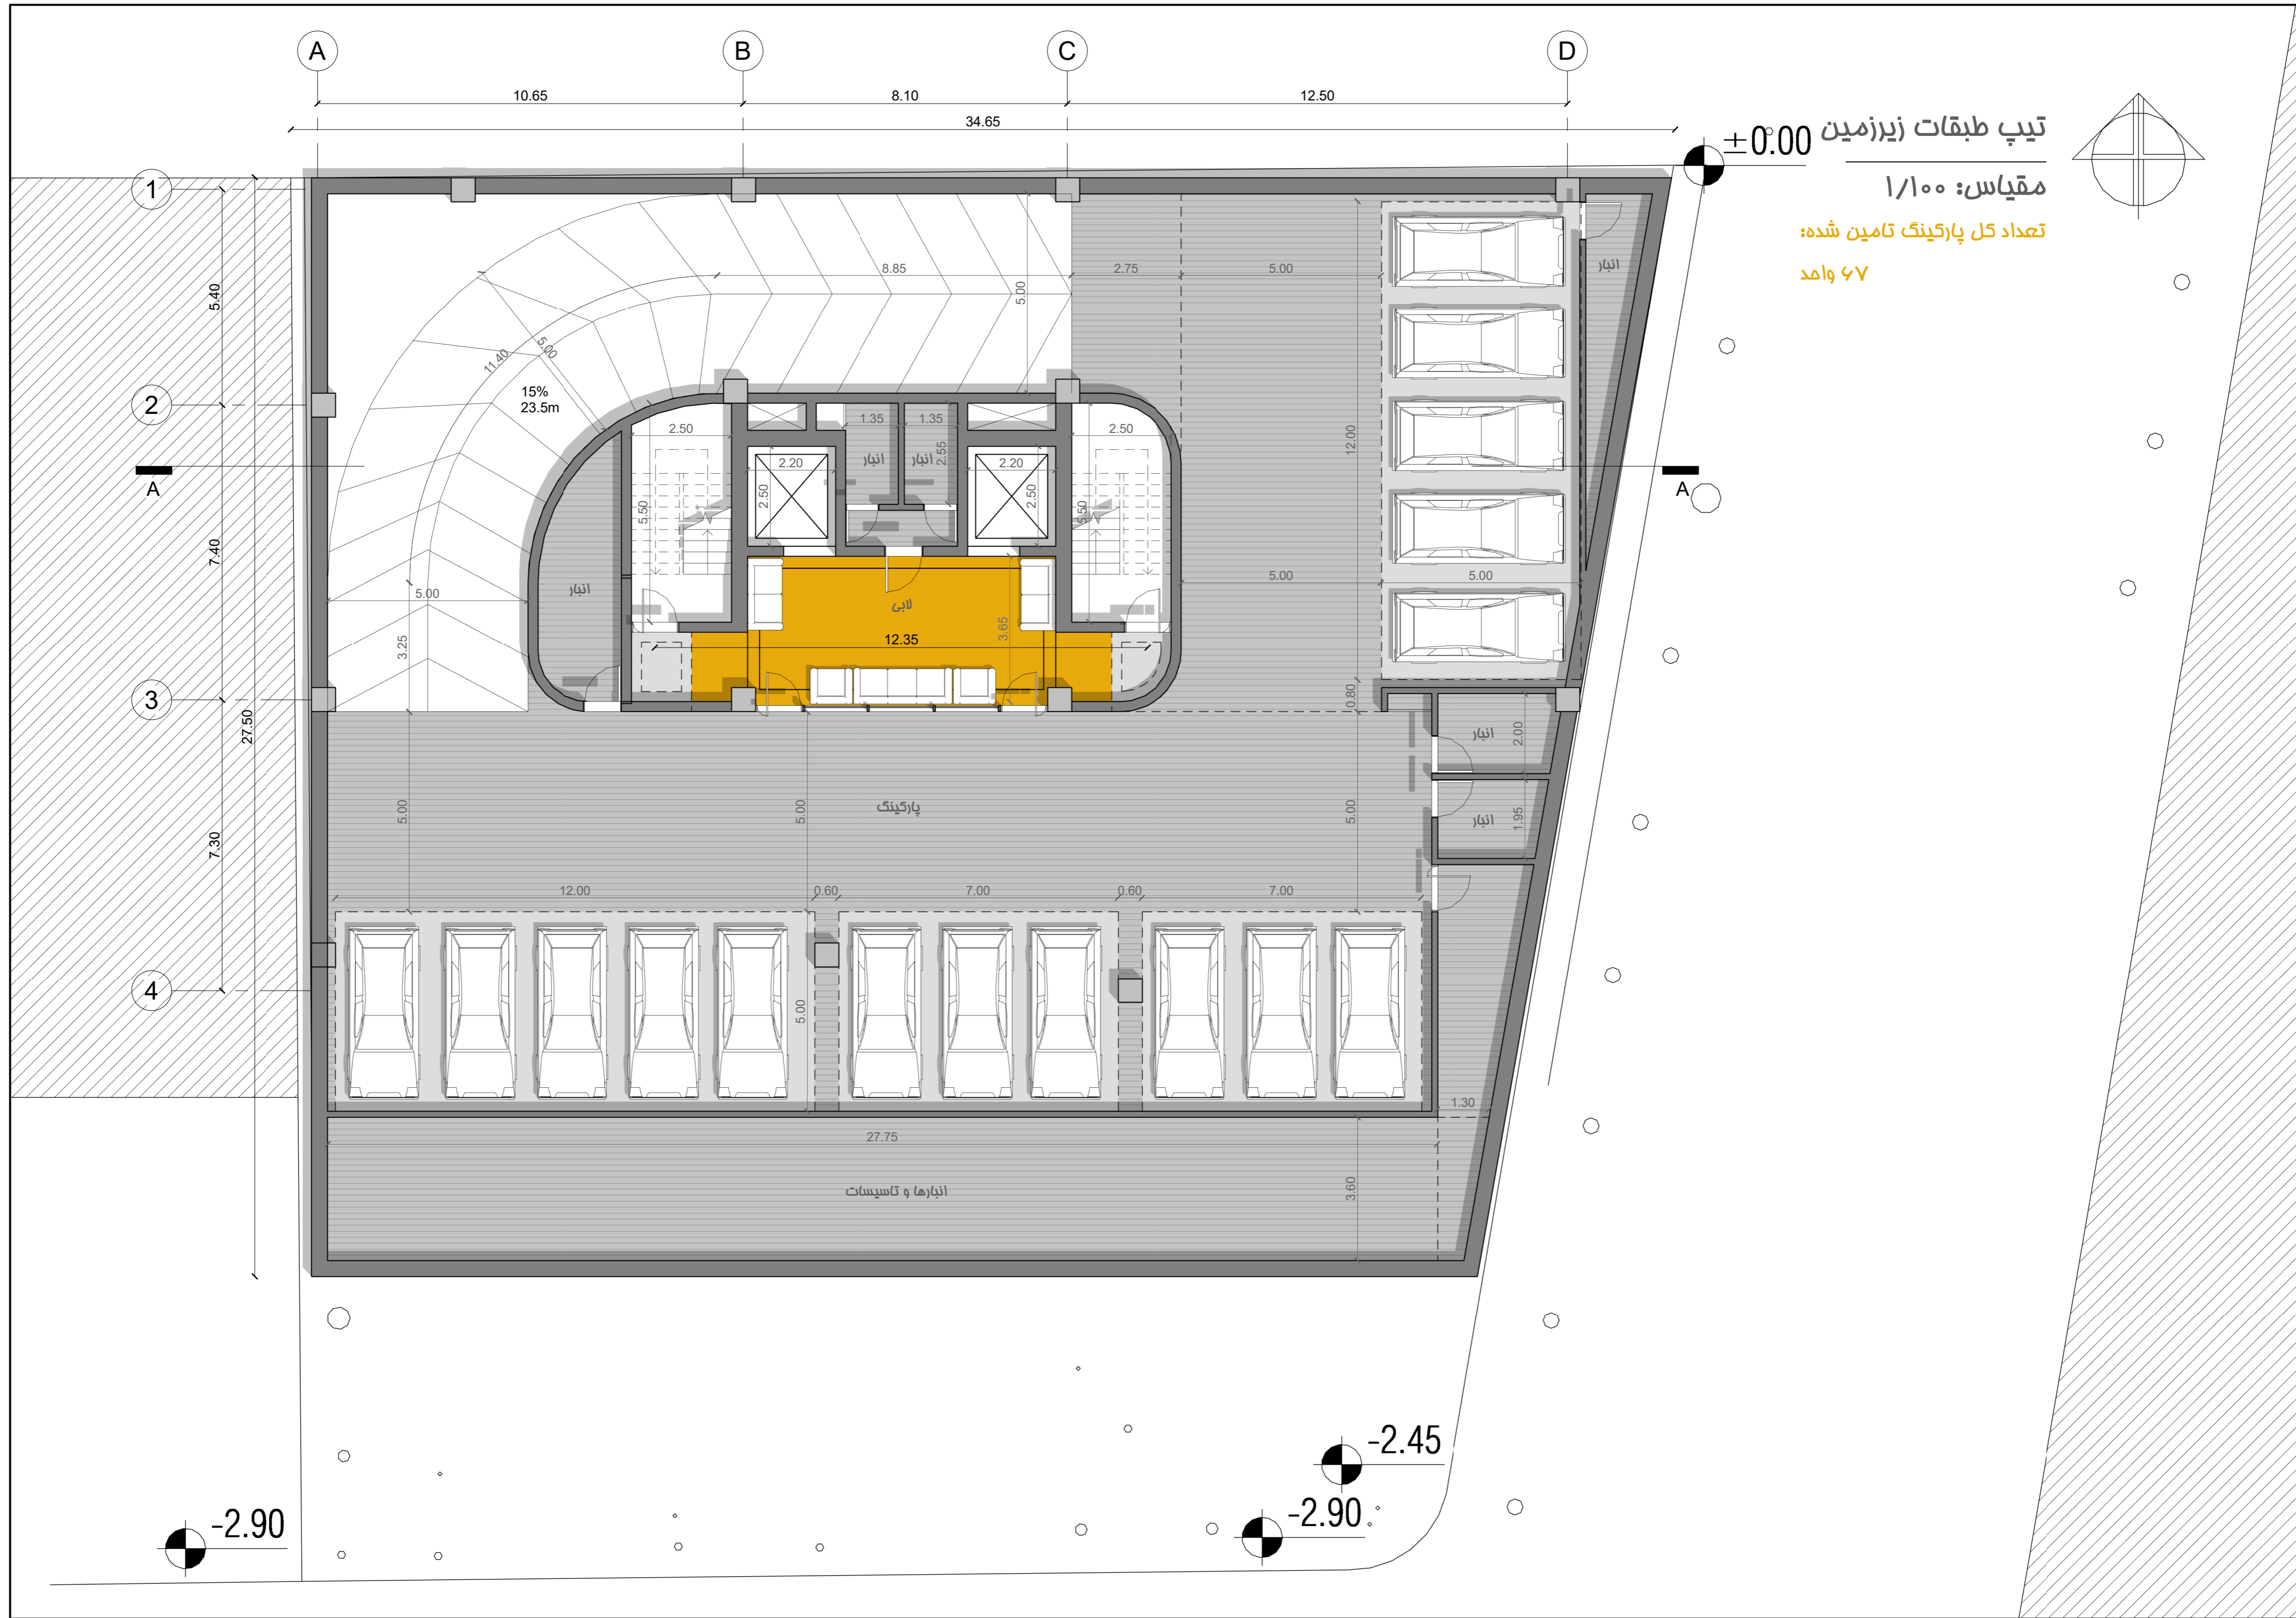 A
B
C
D
10.65
8.10
12.50
34.65
±0.00
تیپ طبقات زیرزمین
مقیاس: ۱/۱۰۰
تعداد کل پارکینگ تامین شده:
۶۷ واحد
1
2
3
4
5.40
7.40
7.30
27.50
A
A
8.85
2.75
5.00
5.00
11.40
5.00
15%
23.5m
انبار
12.00
2.50
1.35
1.35
2.50
2.20
انبار
انبار
2.55
2.20
2.50
2.50
5.50
5.50
5.00
3.25
انبار
لابی
12.35
3.65
5.00
5.00
0.80
انبار
2.00
انبار
1.95
5.00
5.00
پارکینگ
5.00
12.00
0.60
7.00
0.60
7.00
5.00
1.30
27.75
انبارها و تاسیسات
3.60
-2.45
-2.90
-2.90